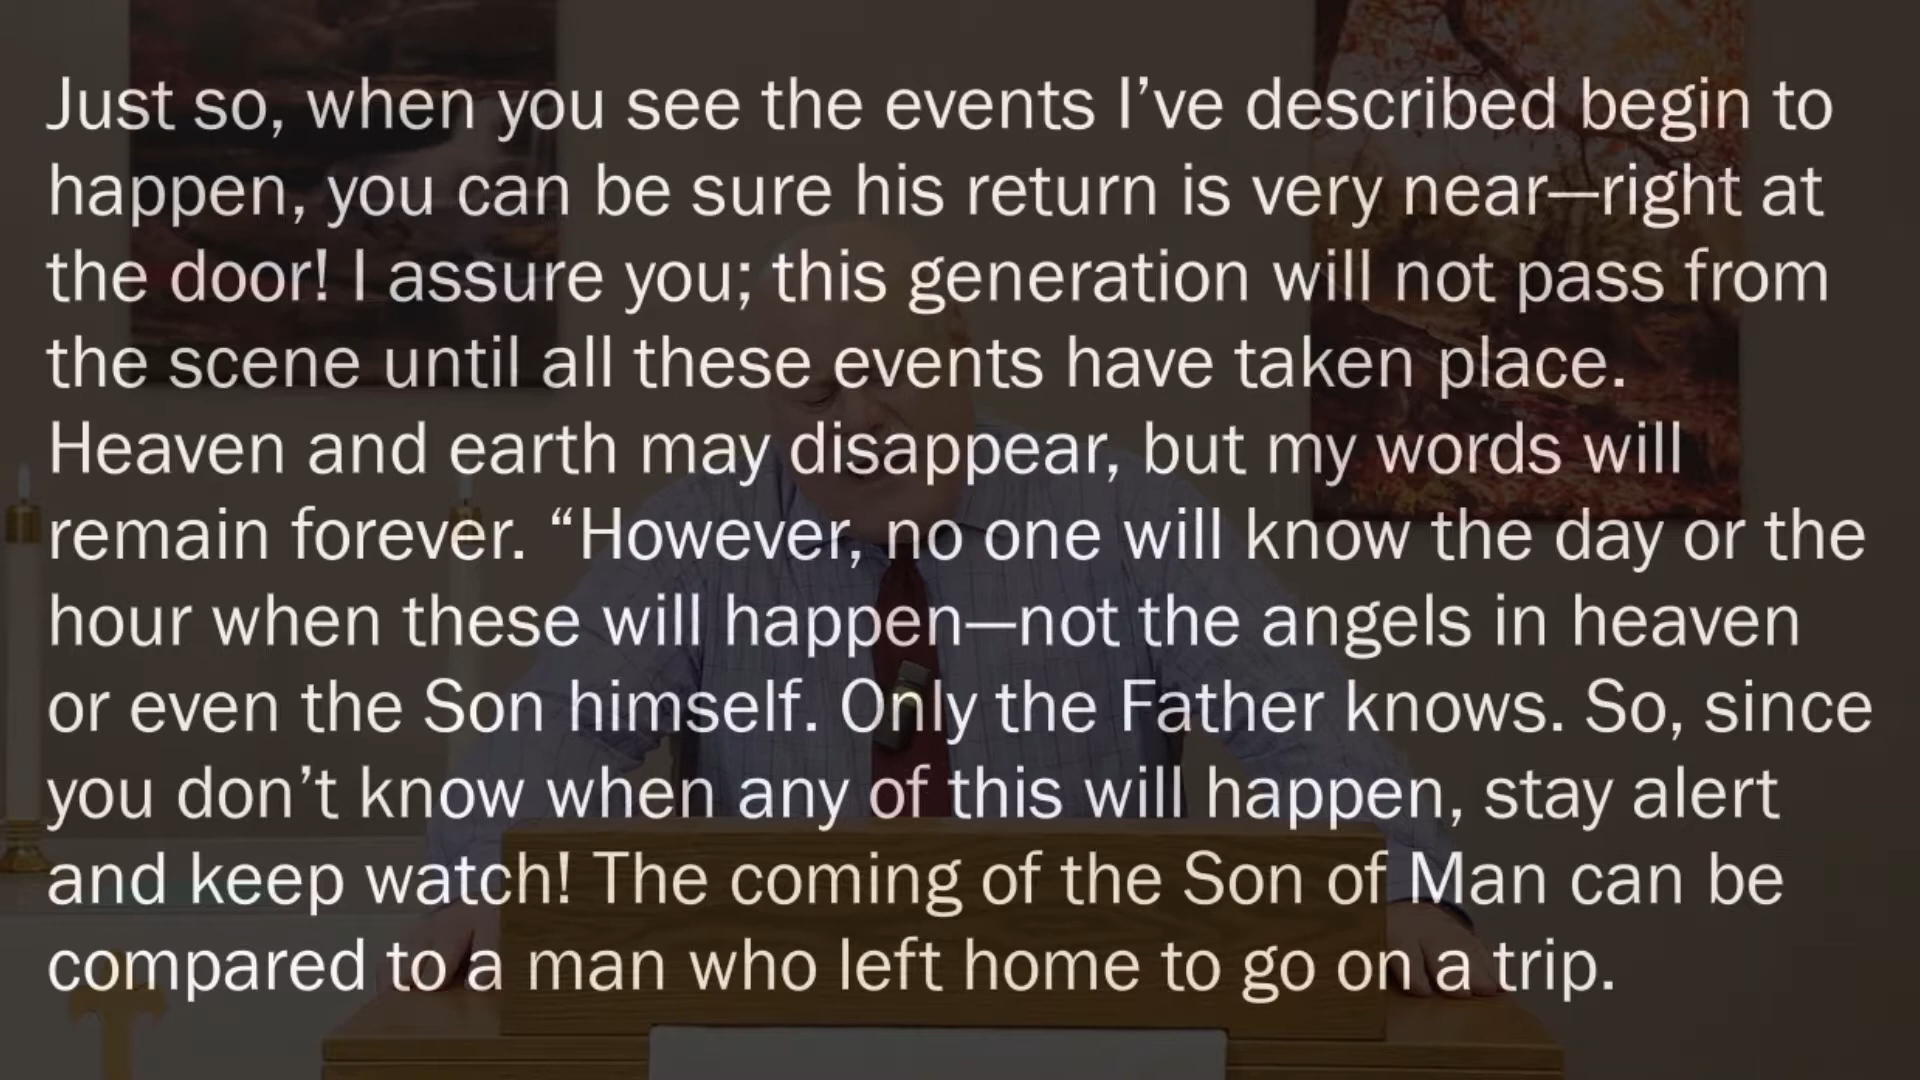 Just so, when you see the events I’ve described begin to
happen, you can be sure his return is very near—right at
the door! I assure you; this generation will not pass from
the scene until all these events have taken place.
Heaven and earth may disappear, but my words will
remain forever. “However, no one will know the day or the
hour when these will happen—not the angels in heaven
or even the Son himself. Only the Father knows. So, since
you don’t know when any of this will happen, stay alert
and keep watch! The coming of the Son of Man can be
compared to a man who left home to go on a trip.